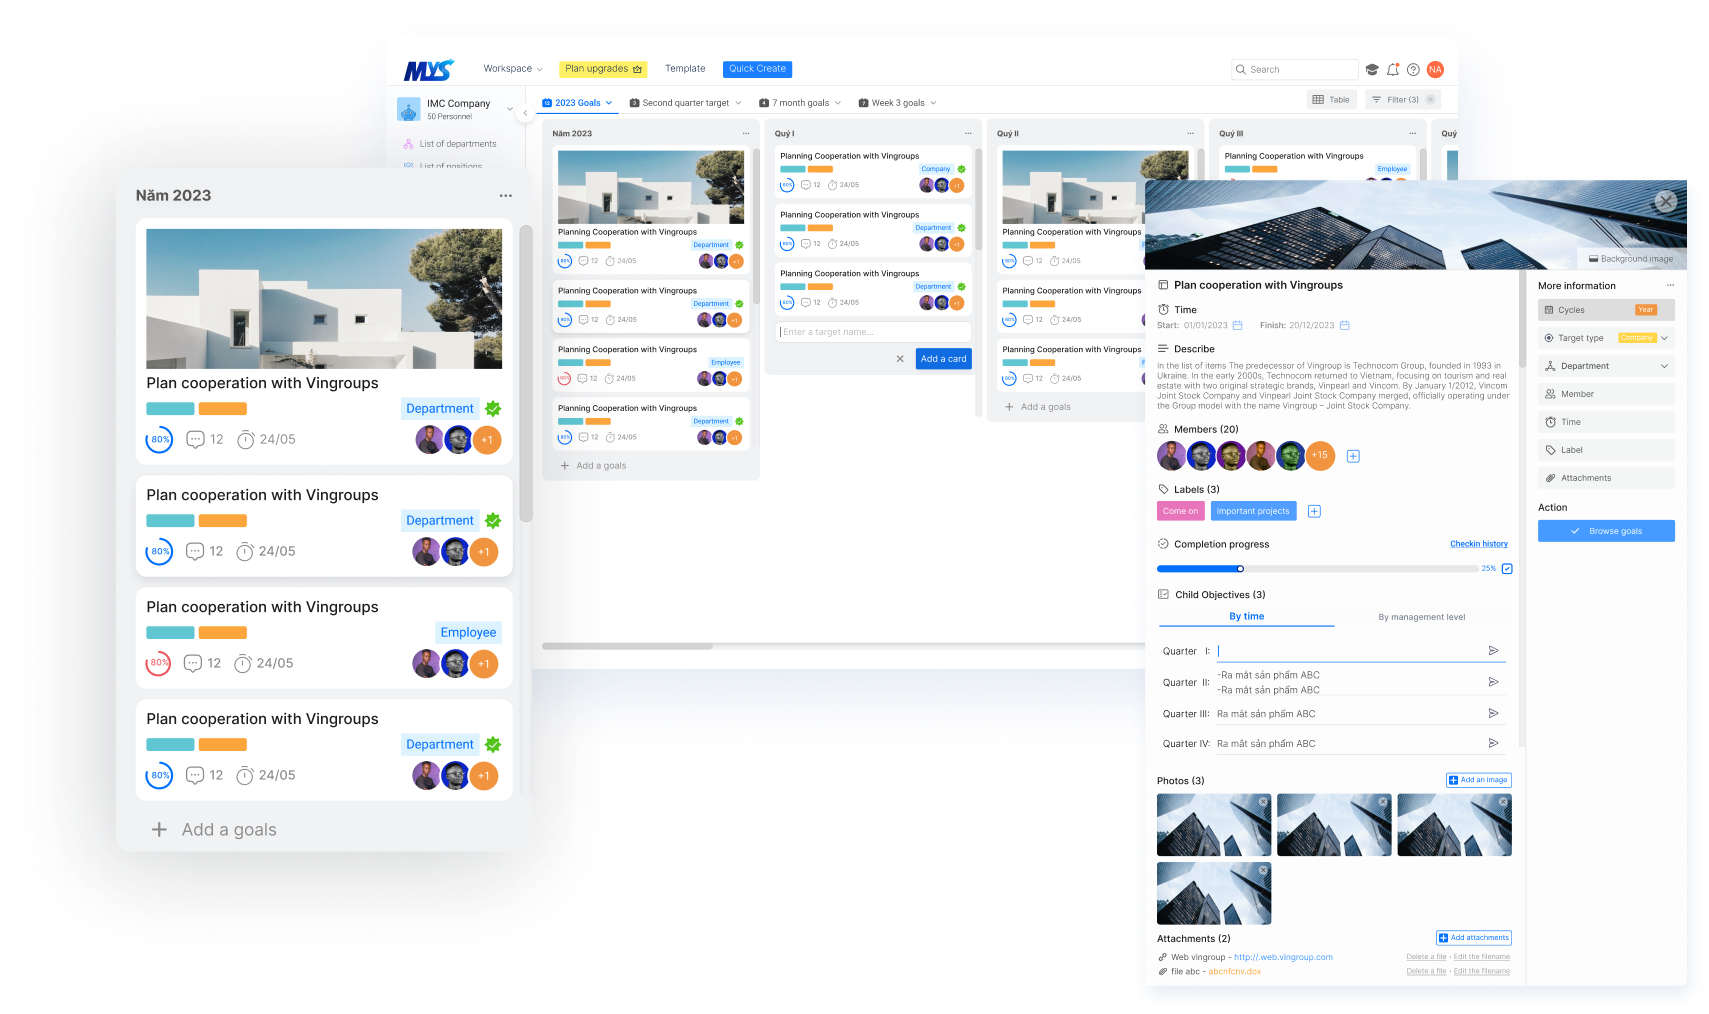 MYS
Workspace
Plan upgrades
Template
Quick Create
Search
NA
IMC Company
50 Personnel
List of departments
List of positions
12 2023 Goals
3 Second quarter target
4 7 month goals
7 Week 3 goals
Table
Filter (3)
Năm 2023
Planning Cooperation with Vingroups
Department
80% 12 24/05 +1
Planning Cooperation with Vingroups
Department
80% 12 24/05 +1
Planning Cooperation with Vingroups
Employee
80% 12 24/05 +1
Planning Cooperation with Vingroups
Department
80% 12 24/05 +1
+ Add a goals
Quý I
Planning Cooperation with Vingroups
Company
80% 12 24/05 +1
Planning Cooperation with Vingroups
Department
80% 12 24/05 +1
Planning Cooperation with Vingroups
Department
80% 12 24/05 +1
Enter a target name...
Add a card
Quý II
Planning Cooperation with Vingroups
80% 12 24/05
Planning Cooperation with Vingroups
80% 12 24/05
Planning Cooperation with Vingroups
80% 12 24/05
+ Add a goals
Quý III
Planning Cooperation with Vingroups
Employee
Quý
Năm 2023
Plan cooperation with Vingroups
Department
80% 12 24/05 +1
Plan cooperation with Vingroups
Department
80% 12 24/05 +1
Plan cooperation with Vingroups
Employee
80% 12 24/05 +1
Plan cooperation with Vingroups
Department
80% 12 24/05 +1
+ Add a goals
Background image
Plan cooperation with Vingroups
Time
Start: 01/01/2023 Finish: 20/12/2023
Describe
In the list of items The predecessor of Vingroup is Technocom Group, founded in 1993 in
Ukraine. In the early 2000s, Technocom returned to Vietnam, focusing on tourism and real
estate with two original strategic brands, Vinpearl and Vincom. By January 1/2012, Vincom
Joint Stock Company and Vinpearl Joint Stock Company merged, officially operating under
the Group model with the name Vingroup – Joint Stock Company.
Members (20)
+15
Labels (3)
Come on
Important projects
Completion progress
Checkin history
25%
Child Objectives (3)
By time
By management level
Quarter I:
Quarter II: -Ra mắt sản phẩm ABC
-Ra mắt sản phẩm ABC
Quarter III: Ra mắt sản phẩm ABC
Quarter IV: Ra mắt sản phẩm ABC
Photos (3)
Add an image
Attachments (2)
Add attachments
Web vingroup - http://.web.vingroup.com
Delete a file - Edit the filename
file abc - abcnfcnv.dox
Delete a file - Edit the filename
More information
Cycles Year
Target type Company
Department
Member
Time
Label
Attachments
Action
Browse goals